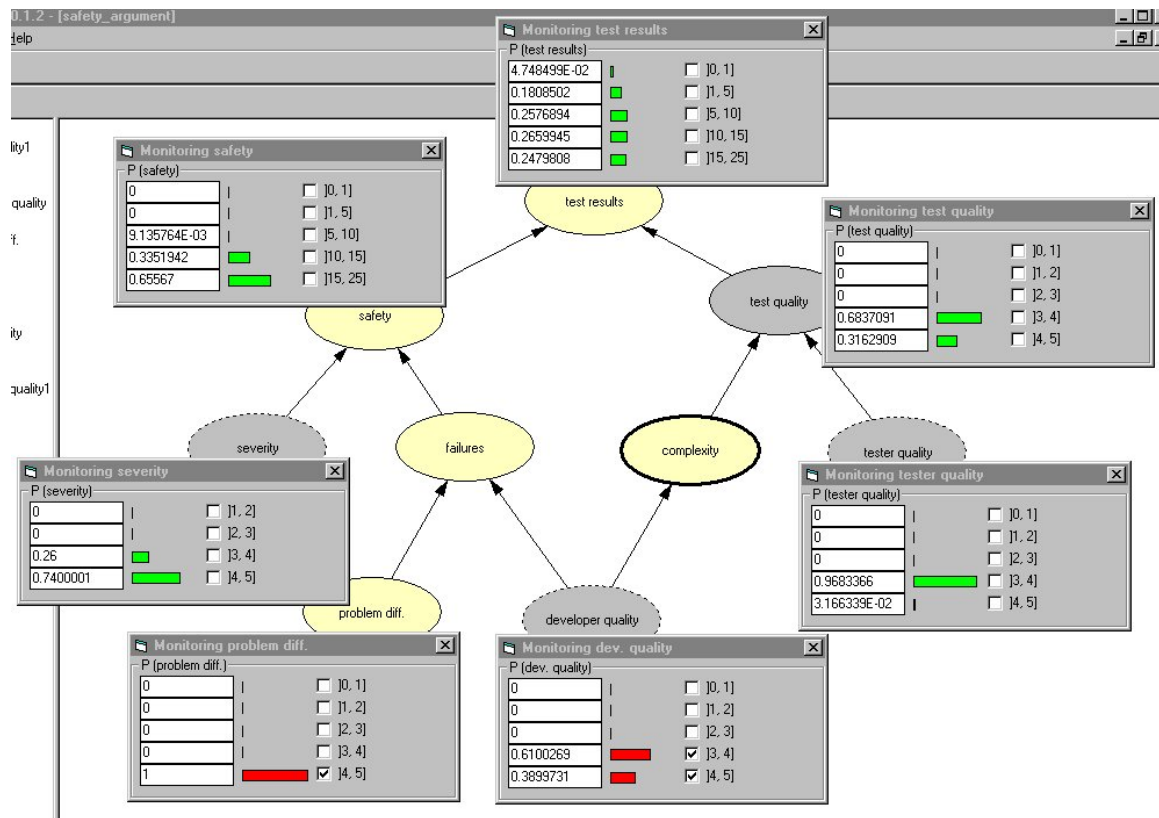 0.1.2 - [safety_argument]
Help
Monitoring test results
P (test results)
4.748499E-02 ]0, 1]
0.1808502 ]1, 5]
0.2576894 ]5, 10]
0.2659945 ]10, 15]
0.2479808 ]15, 25]
lity1
quality
ff.
ity
quality1
Monitoring safety
P (safety)
0 ]0, 1]
0 ]1, 5]
9.135764E-03 ]5, 10]
0.3351942 ]10, 15]
0.65567 ]15, 25]
test results
Monitoring test quality
P (test quality)
0 ]0, 1]
0 ]1, 2]
0 ]2, 3]
0.6837091 ]3, 4]
0.3162909 ]4, 5]
safety
test quality
severity
failures
complexity
tester quality
Monitoring severity
P (severity)
0 ]1, 2]
0 ]2, 3]
0.26 ]3, 4]
0.7400001 ]4, 5]
Monitoring tester quality
P (tester quality)
0 ]0, 1]
0 ]1, 2]
0 ]2, 3]
0.9683366 ]3, 4]
3.166339E-02 ]4, 5]
problem diff.
developer quality
Monitoring problem diff.
P (problem diff.)
0 ]0, 1]
0 ]1, 2]
0 ]2, 3]
0 ]3, 4]
1 ]4, 5]
Monitoring dev. quality
P (dev. quality)
0 ]0, 1]
0 ]1, 2]
0 ]2, 3]
0.6100269 ]3, 4]
0.3899731 ]4, 5]